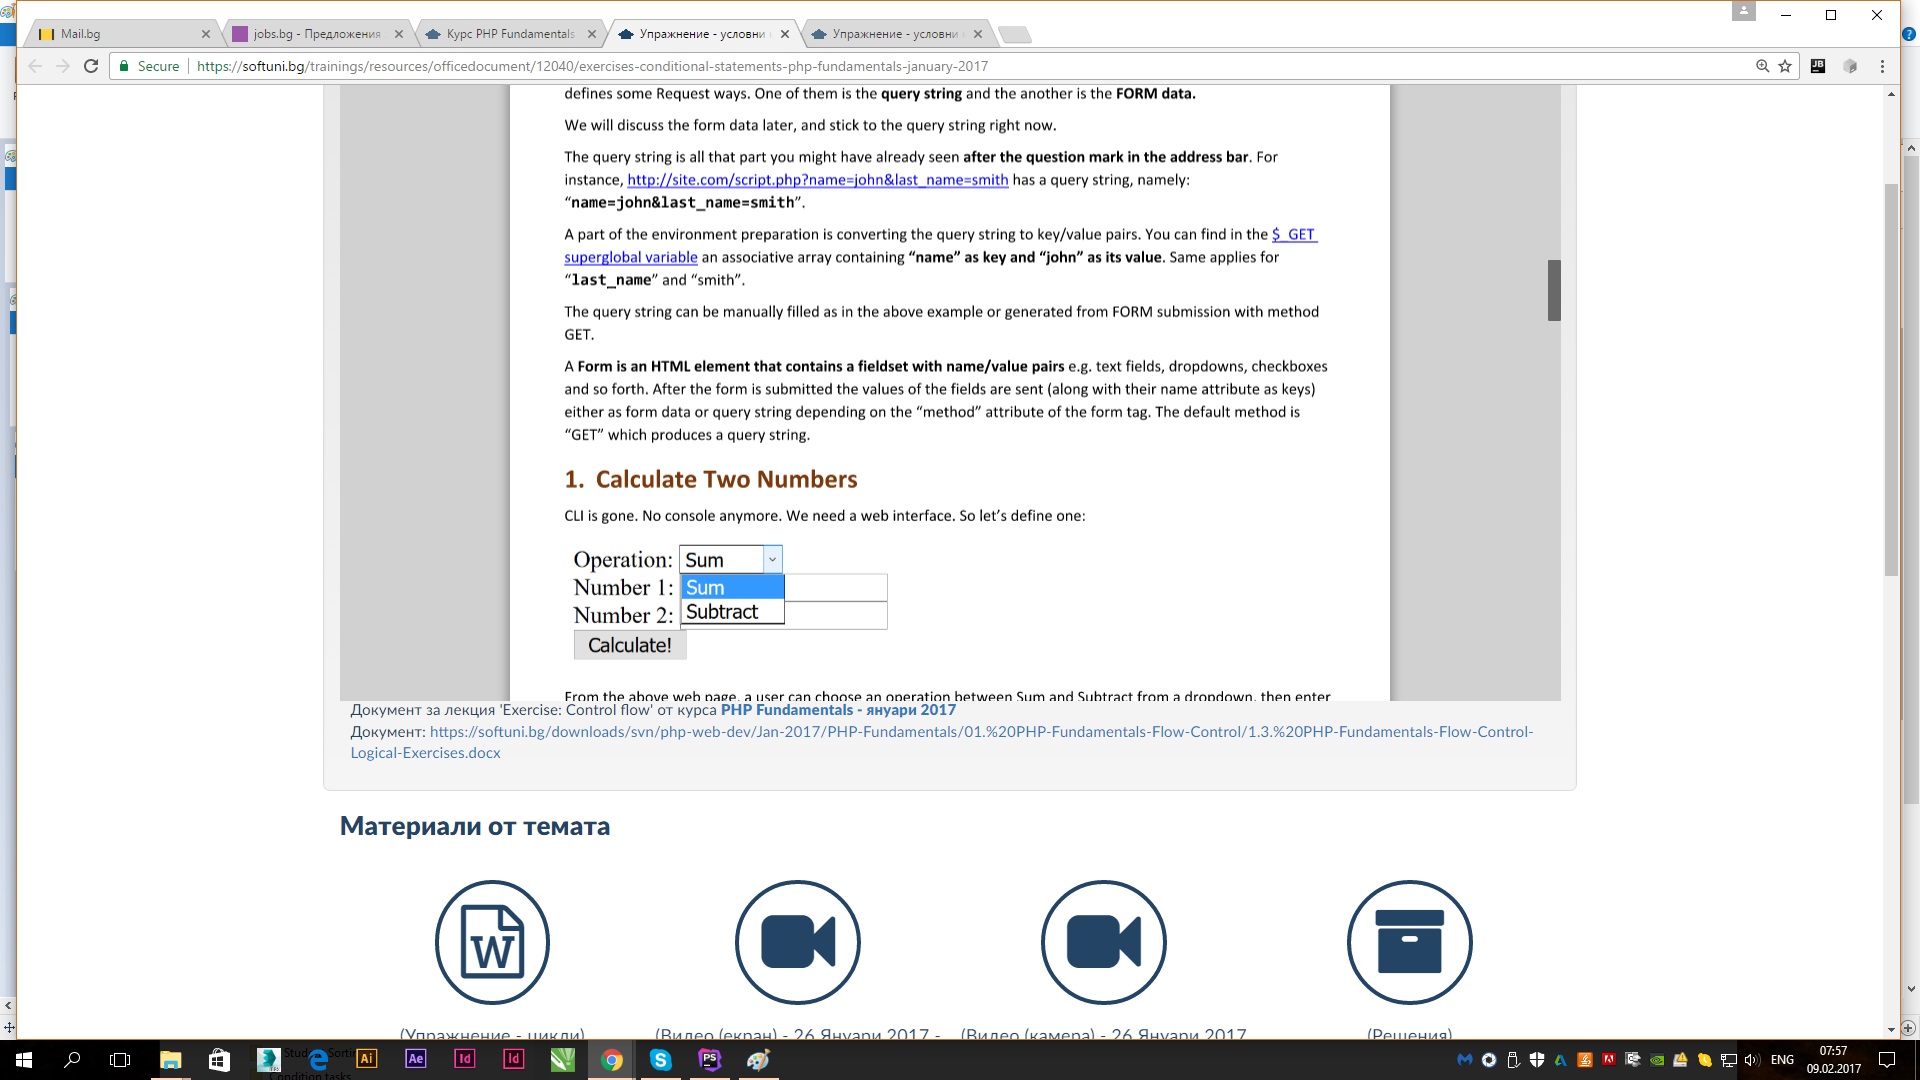 Mail.bg
jobs.bg - Предложения
Курс PHP Fundamentals
Упражнение - условни
Упражнение - условни
Secure
https://softuni.bg/trainings/resources/officedocument/12040/exercises-conditional-statements-php-fundamentals-january-2017
JB
defines some Request ways. One of them is the query string and the another is the FORM data.
We will discuss the form data later, and stick to the query string right now.
The query string is all that part you might have already seen after the question mark in the address bar. For
instance, http://site.com/script.php?name=john&last_name=smith has a query string, namely:
“name=john&last_name=smith”.
A part of the environment preparation is converting the query string to key/value pairs. You can find in the $_GET
superglobal variable an associative array containing “name” as key and “john” as its value. Same applies for
“last_name” and “smith”.
The query string can be manually filled as in the above example or generated from FORM submission with method
GET.
A Form is an HTML element that contains a fieldset with name/value pairs e.g. text fields, dropdowns, checkboxes
and so forth. After the form is submitted the values of the fields are sent (along with their name attribute as keys)
either as form data or query string depending on the “method” attribute of the form tag. The default method is
“GET” which produces a query string.
1. Calculate Two Numbers
CLI is gone. No console anymore. We need a web interface. So let’s define one:
Operation: Sum
Number 1: Sum
Number 2: Subtract
Calculate!
From the above web page, a user can choose an operation between Sum and Subtract from a dropdown, then enter
Документ за лекция 'Exercise: Control flow' от курса PHP Fundamentals - януари 2017
Документ: https://softuni.bg/downloads/svn/php-web-dev/Jan-2017/PHP-Fundamentals/01.%20PHP-Fundamentals-Flow-Control/1.3.%20PHP-Fundamentals-Flow-Control-
Logical-Exercises.docx
Материали от темата
W
(Упражнение - цикли)
(Видео (екран) - 26 Януари 2017 -
(Видео (камера) - 26 Януари 2017
(Решения)
Ai
Ae
Id
Id
S
PS
ENG
07:57
09.02.2017